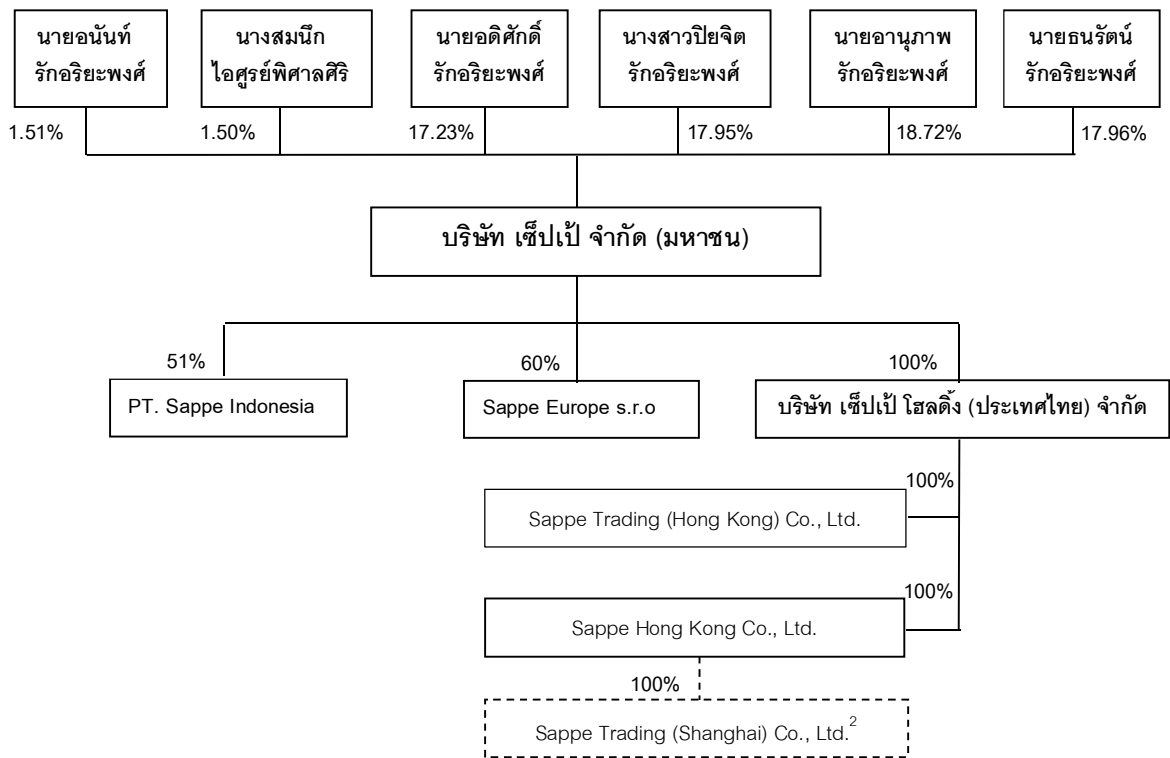 นายอนันท์
รักอริยะพงศ์
นางสมนึก
ไอศูรย์พิศาลศิริ
นายอดิศักดิ์
รักอริยะพงศ์
นางสาวปิยจิต
รักอริยะพงศ์
นายอานุภาพ
รักอริยะพงศ์
นายธนรัตน์
รักอริยะพงศ์
1.51%
1.50%
17.23%
17.95%
18.72%
17.96%
บริษัท เซ็ปเป้ จำกัด (มหาชน)
51%
60%
100%
PT. Sappe Indonesia
Sappe Europe s.r.o
บริษัท เซ็ปเป้ โฮลดิ้ง (ประเทศไทย) จำกัด
100%
Sappe Trading (Hong Kong) Co., Ltd.
100%
Sappe Hong Kong Co., Ltd.
100%
Sappe Trading (Shanghai) Co., Ltd.²